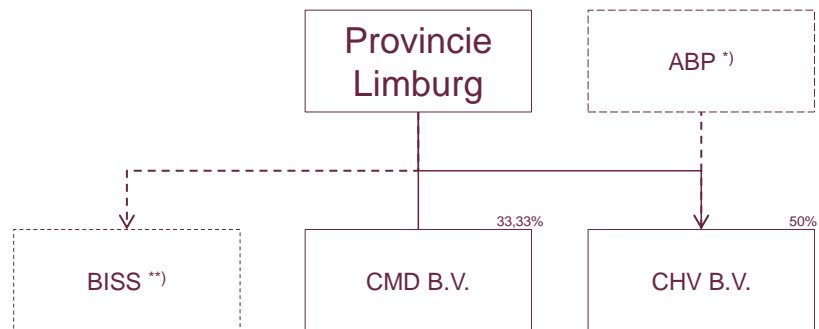 Provincie
Limburg
ABP *)
33,33%
50%
BISS **)
CMD B.V.
CHV B.V.